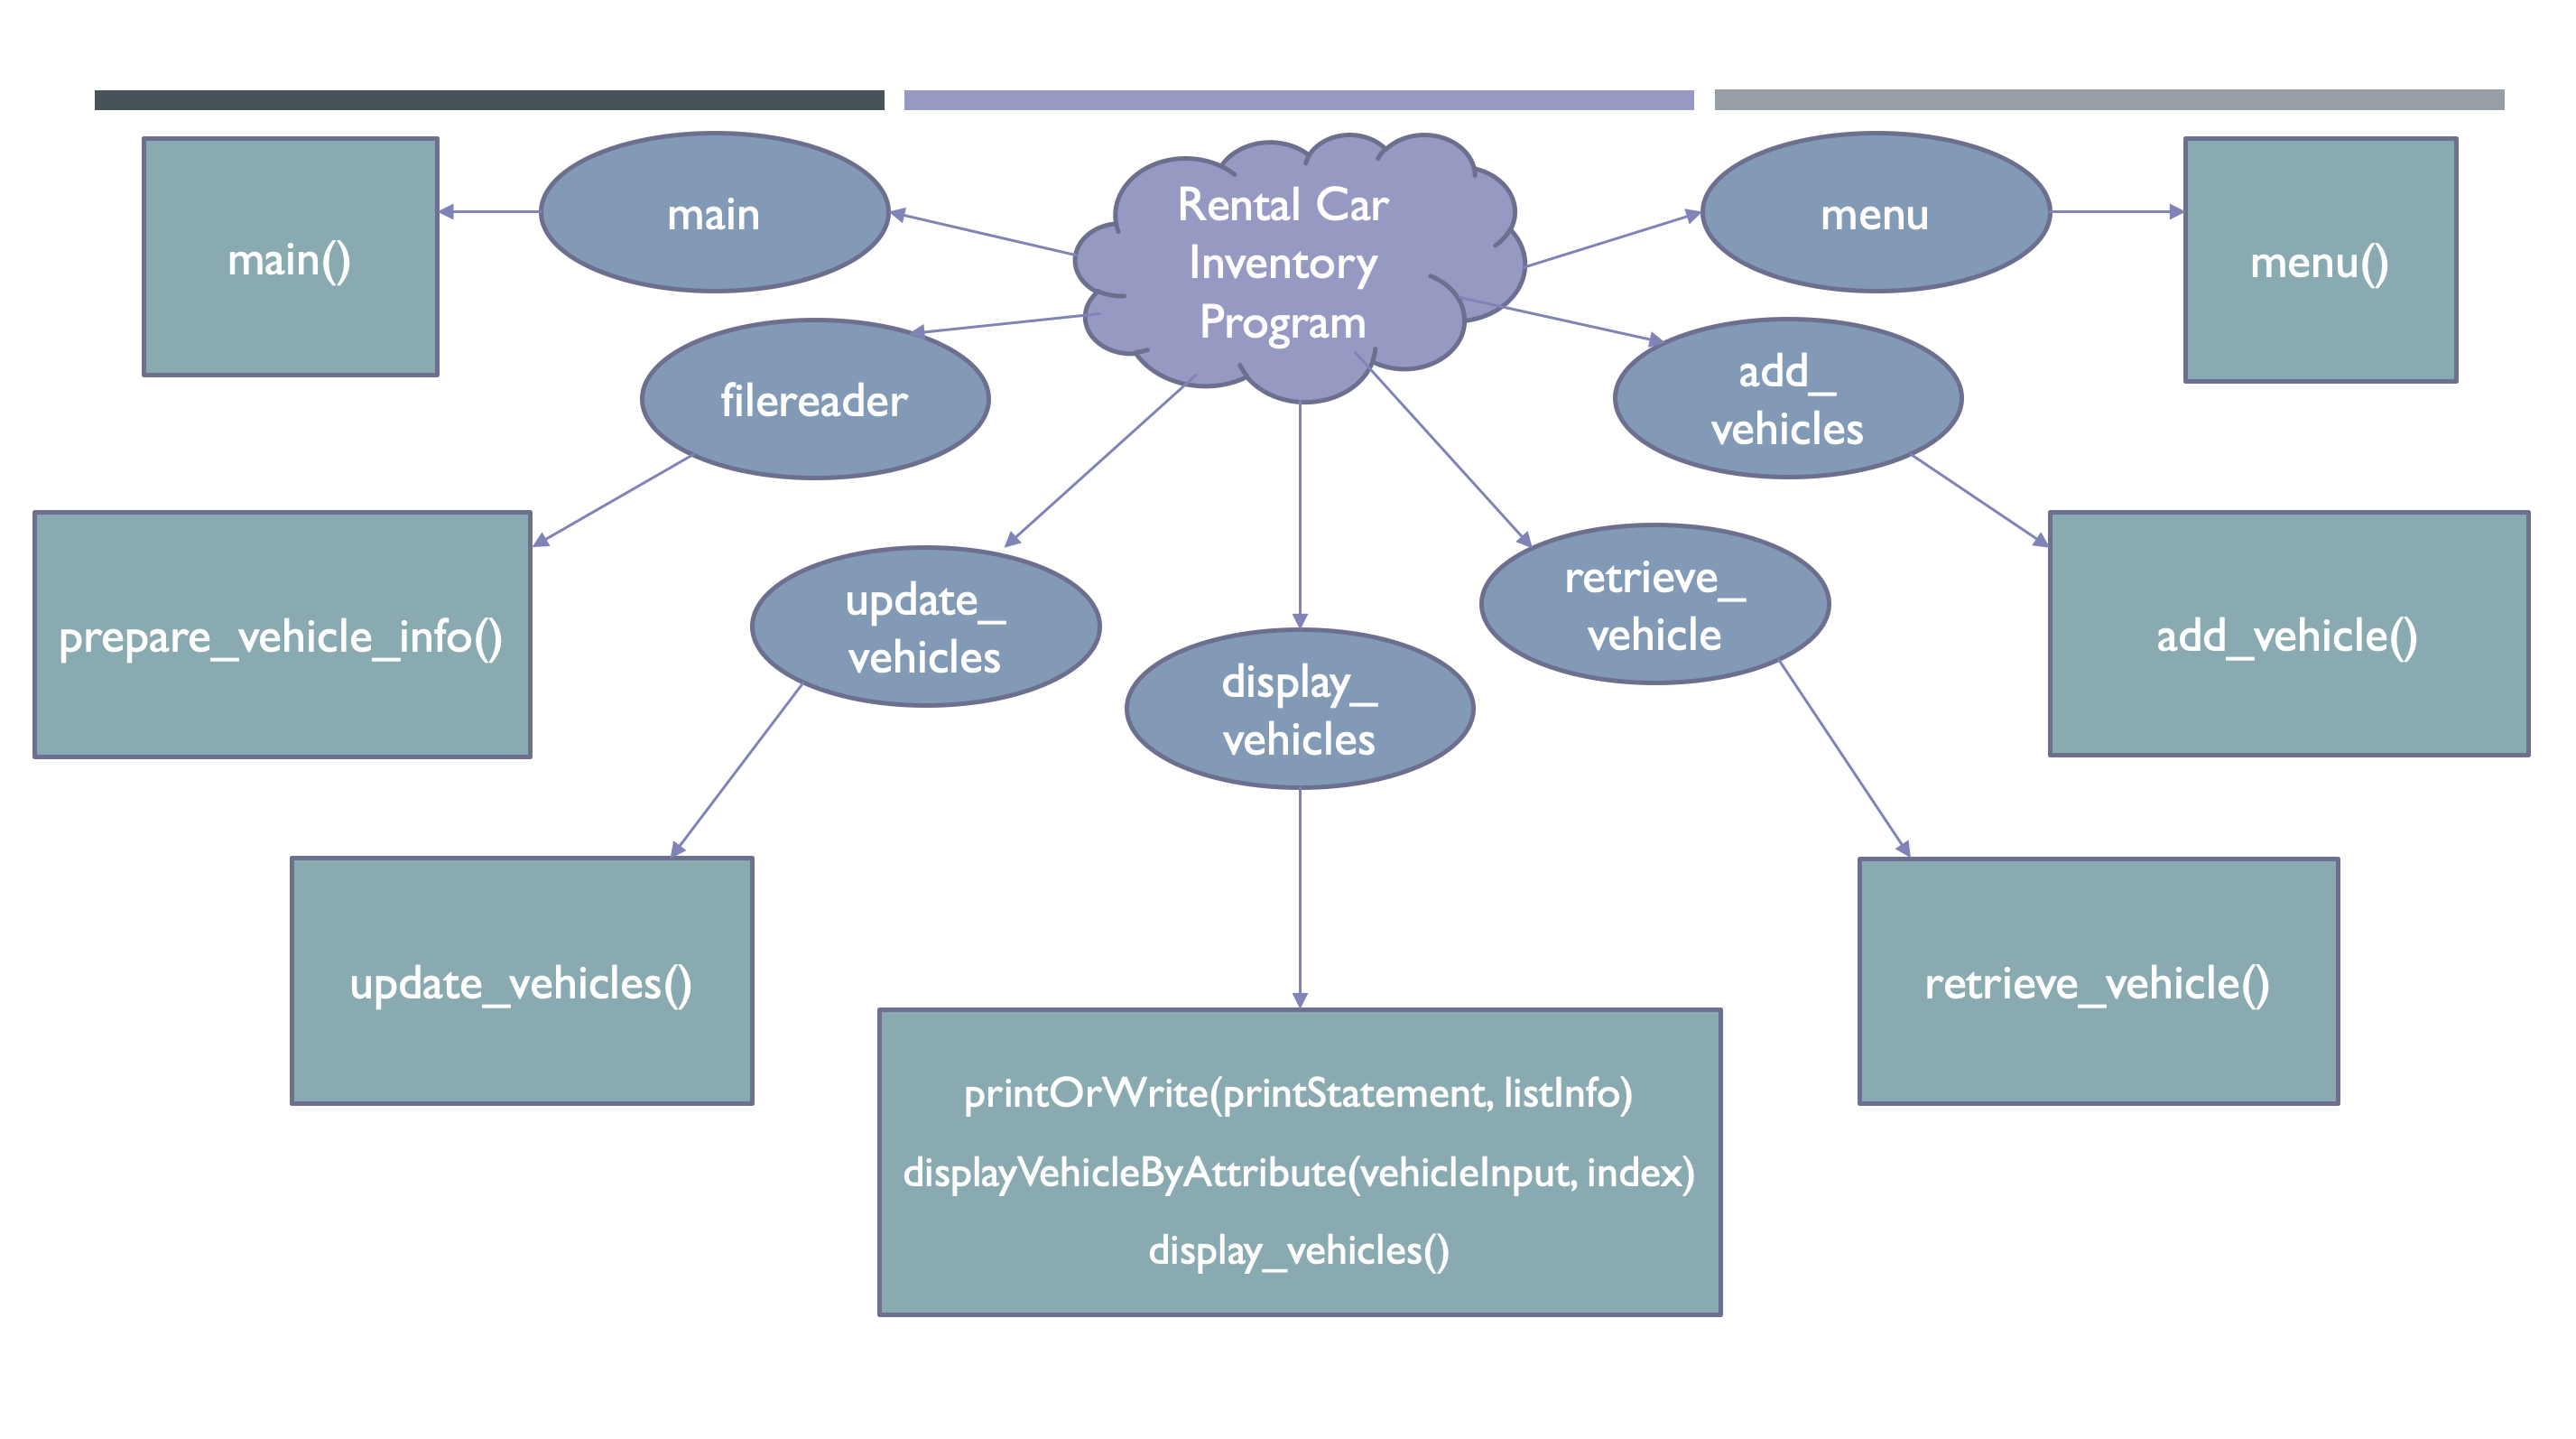 Rental Car
Inventory
Program
main
main()
menu
menu()
filereader
prepare_vehicle_info()
add_
vehicles
add_vehicle()
update_
vehicles
update_vehicles()
retrieve_
vehicle
retrieve_vehicle()
display_
vehicles
printOrWrite(printStatement, listInfo)
displayVehicleByAttribute(vehicleInput, index)
display_vehicles()